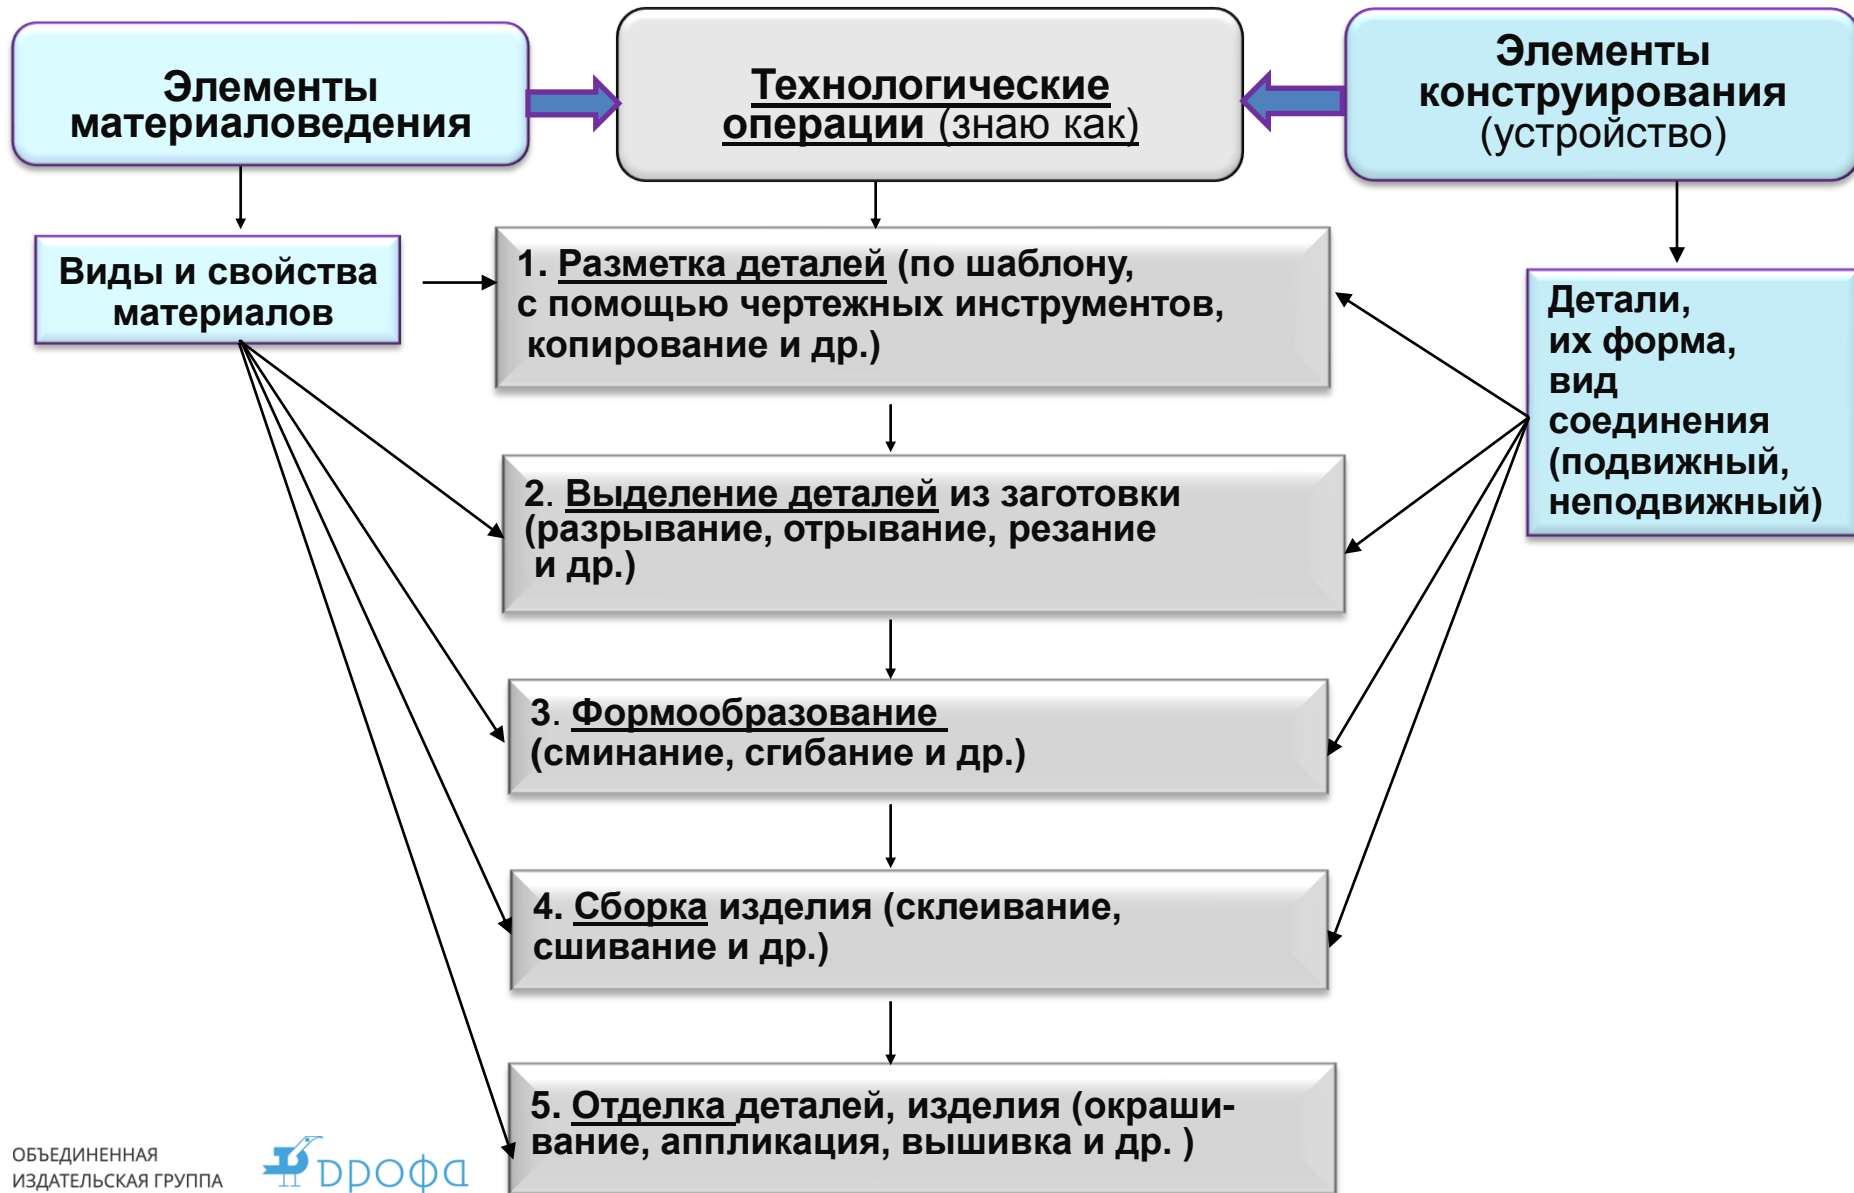 Элементы
материаловедения
Технологические
операции (знаю как)
Элементы
конструирования
(устройство)
Виды и свойства
материалов
1. Разметка деталей (по шаблону,
с помощью чертежных инструментов,
копирование и др.)
Детали,
их форма,
вид
соединения
(подвижный,
неподвижный)
2. Выделение деталей из заготовки
(разрывание, отрывание, резание
и др.)
3. Формообразование
(сминание, сгибание и др.)
4. Сборка изделия (склеивание,
сшивание и др.)
5. Отделка деталей, изделия (окраши-
вание, аппликация, вышивка и др. )
ОБЪЕДИНЕННАЯ
ИЗДАТЕЛЬСКАЯ ГРУППА
дрофа